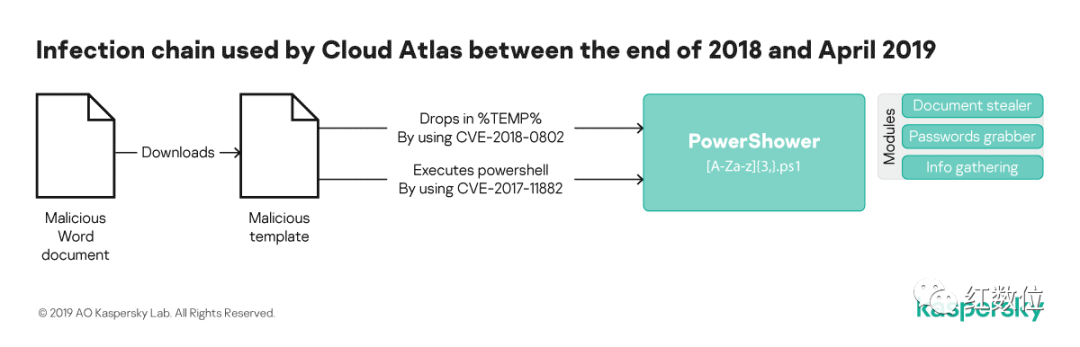 Infection chain used by Cloud Atlas between the end of 2018 and April 2019
Malicious
Word
document
Downloads
Malicious
template
Drops in %TEMP%
By using CVE-2018-0802
Executes powershell
By using CVE-2017-11882
PowerShower
[A-Za-z]{3,}.ps1
Modules
Document stealer
Passwords grabber
Info gathering
© 2019 AO Kaspersky Lab. All Rights Reserved.
kaspersky
红数位